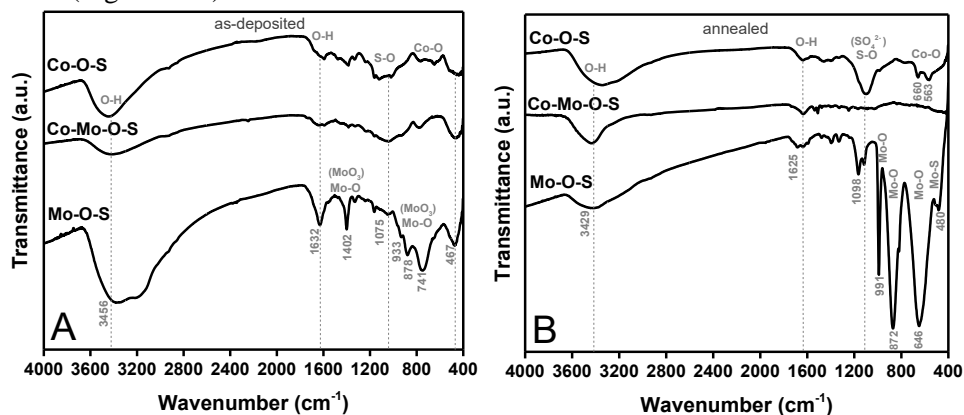 as-deposited
Co-O-S
O-H
O-H
S-O
Co-O
Co-Mo-O-S
Mo-O-S
(MoO₃)
Mo-O
(MoO₃)
Mo-O
3456
1632
1402
1075
933
878
741
467
A
Transmittance (a.u.)
4000 3600 3200 2800 2400 2000 1600 1200 800 400
Wavenumber (cm⁻¹)
annealed
Co-O-S
O-H
O-H
(SO₄²⁻)
S-O
Co-O
660
563
Co-Mo-O-S
Mo-O-S
Mo-O
Mo-O
Mo-O
Mo-S
3429
1625
1098
991
872
646
480
B
Transmittance (a.u.)
4000 3600 3200 2800 2400 2000 1600 1200 800 400
Wavenumber (cm⁻¹)